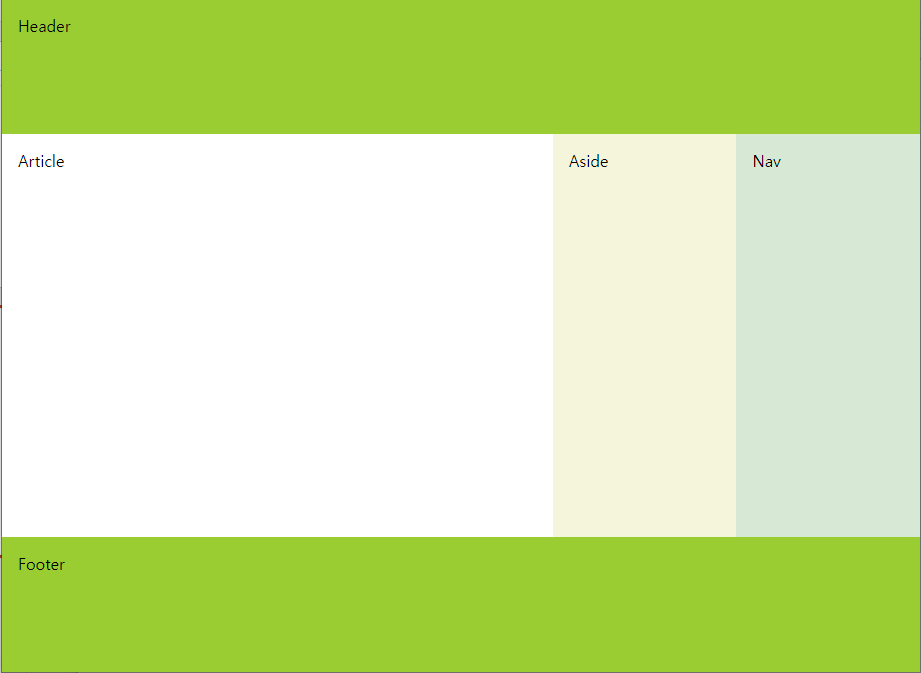 Header
Article
Aside
Nav
Footer